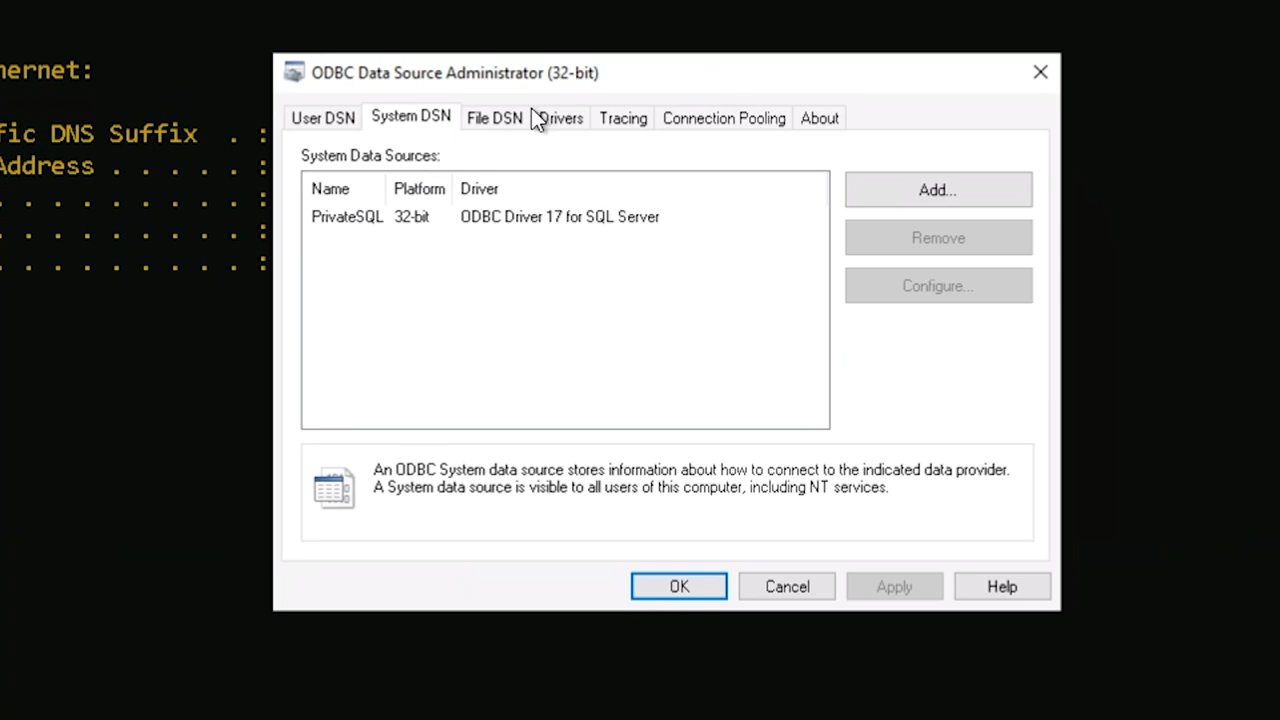 hernet:
fic DNS Suffix . :
Address . . . . . :
. . . . . . . . . . :
. . . . . . . . . . :
. . . . . . . . . . :
ODBC Data Source Administrator (32-bit)
User DSN System DSN File DSN Drivers Tracing Connection Pooling About
System Data Sources:
Name Platform Driver
PrivateSQL 32-bit ODBC Driver 17 for SQL Server
Add...
Remove
Configure...
An ODBC System data source stores information about how to connect to the indicated data provider.
A System data source is visible to all users of this computer, including NT services.
OK Cancel Apply Help